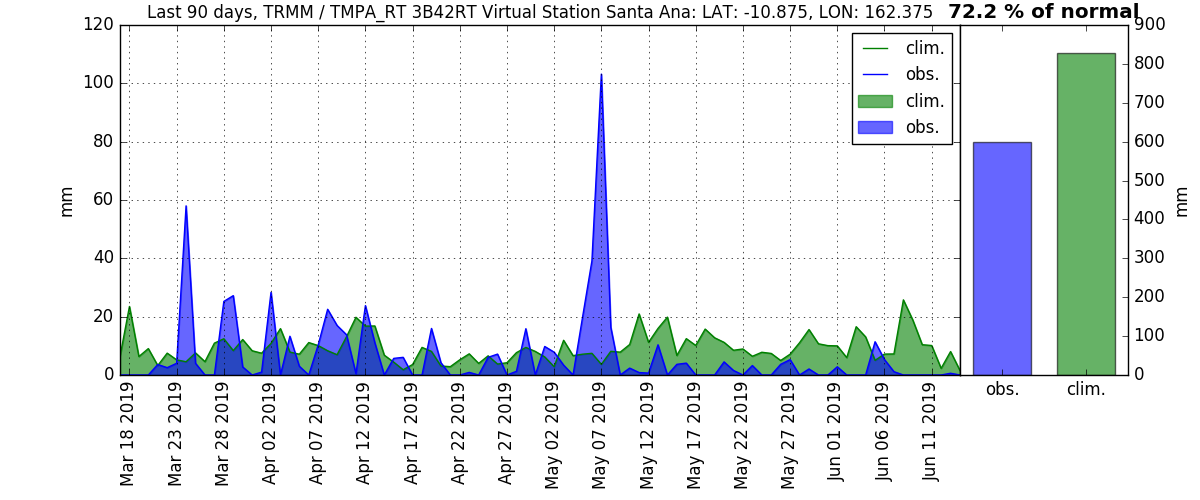 Last 90 days, TRMM / TMPA_RT 3B42RT Virtual Station Santa Ana: LAT: -10.875, LON: 162.375
72.2 % of normal
120
100
80
60
40
20
0
mm
clim.
obs.
clim.
obs.
900
800
700
600
500
400
300
200
100
0
mm
Mar 18 2019
Mar 23 2019
Mar 28 2019
Apr 02 2019
Apr 07 2019
Apr 12 2019
Apr 17 2019
Apr 22 2019
Apr 27 2019
May 02 2019
May 07 2019
May 12 2019
May 17 2019
May 22 2019
May 27 2019
Jun 01 2019
Jun 06 2019
Jun 11 2019
obs.
clim.